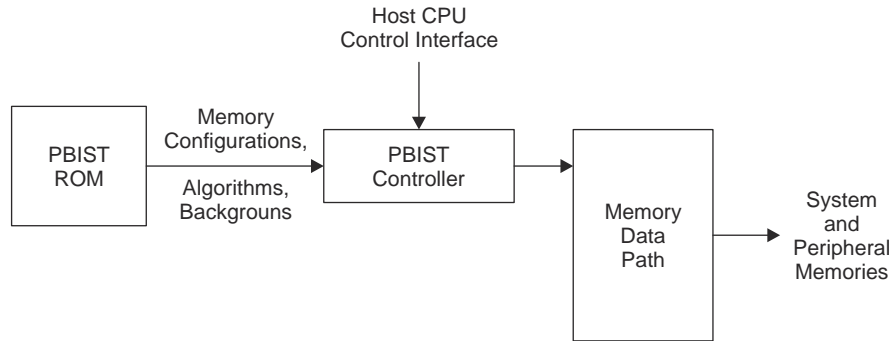 Host CPU
Control Interface
PBIST
ROM
Memory
Configurations,
Algorithms,
Backgrouns
PBIST
Controller
Memory
Data
Path
System
and
Peripheral
Memories